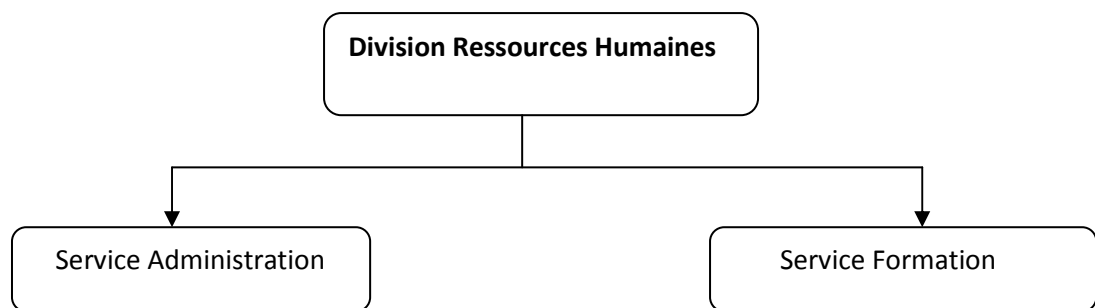 Division Ressources Humaines
Service Administration
Service Formation